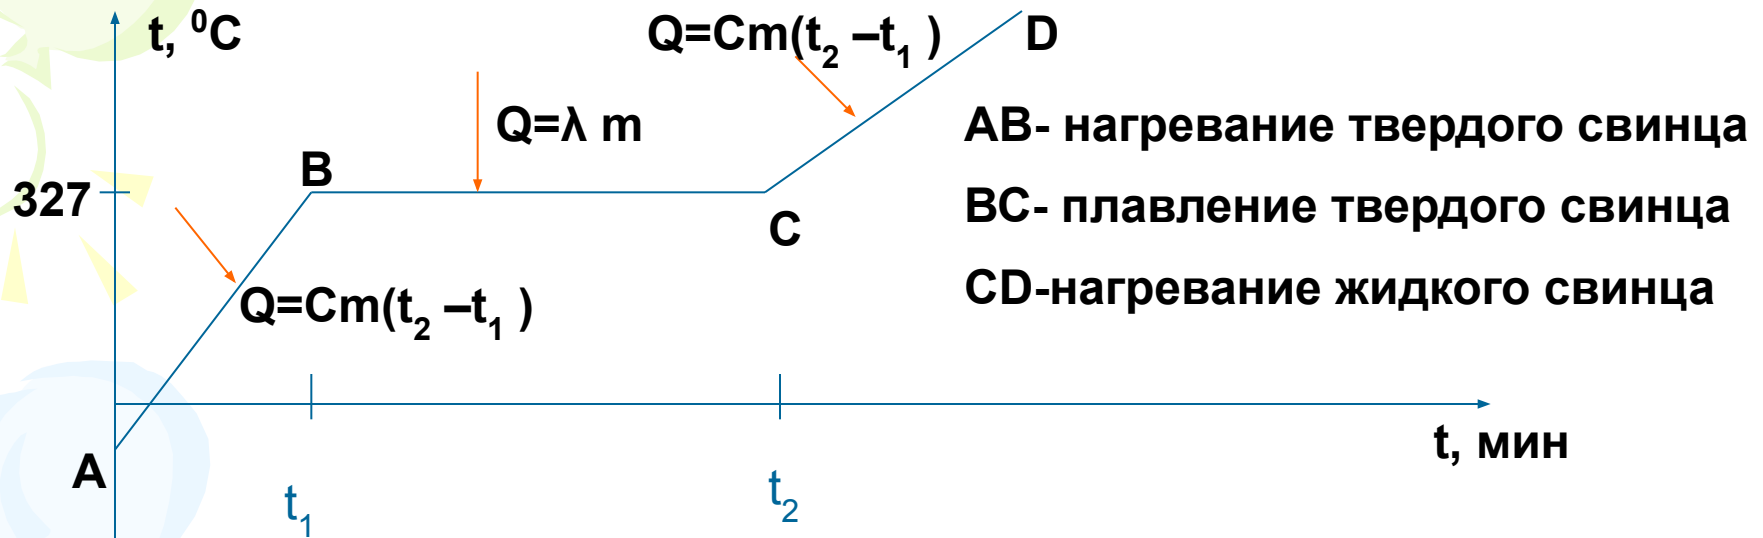 t, ⁰C
Q=Cm(t₂ –t₁ )
D
Q=λ m
AB- нагревание твердого свинца
B
327
BC- плавление твердого свинца
C
CD-нагревание жидкого свинца
Q=Cm(t₂ –t₁ )
t, мин
A
t₁
t₂